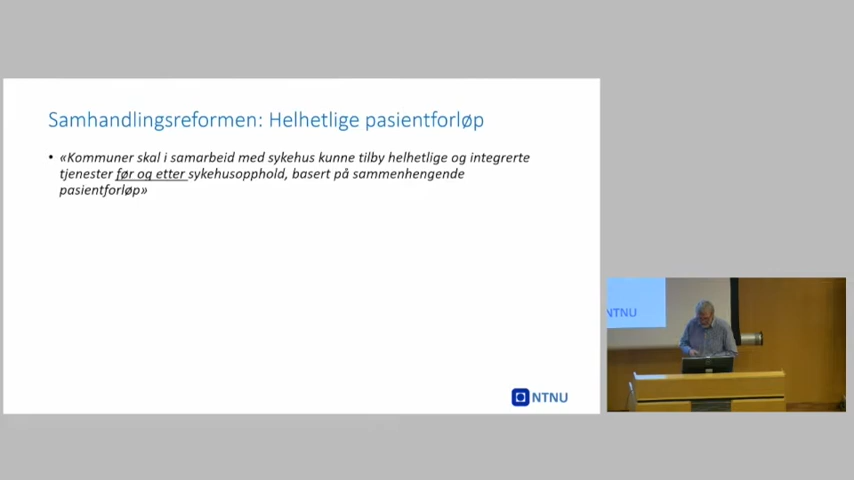 Samhandlingsreformen: Helhetlige pasientforløp
• «Kommuner skal i samarbeid med sykehus kunne tilby helhetlige og integrerte
tjenester før og etter sykehusopphold, basert på sammenhengende
pasientforløp»
NTNU
NTNU